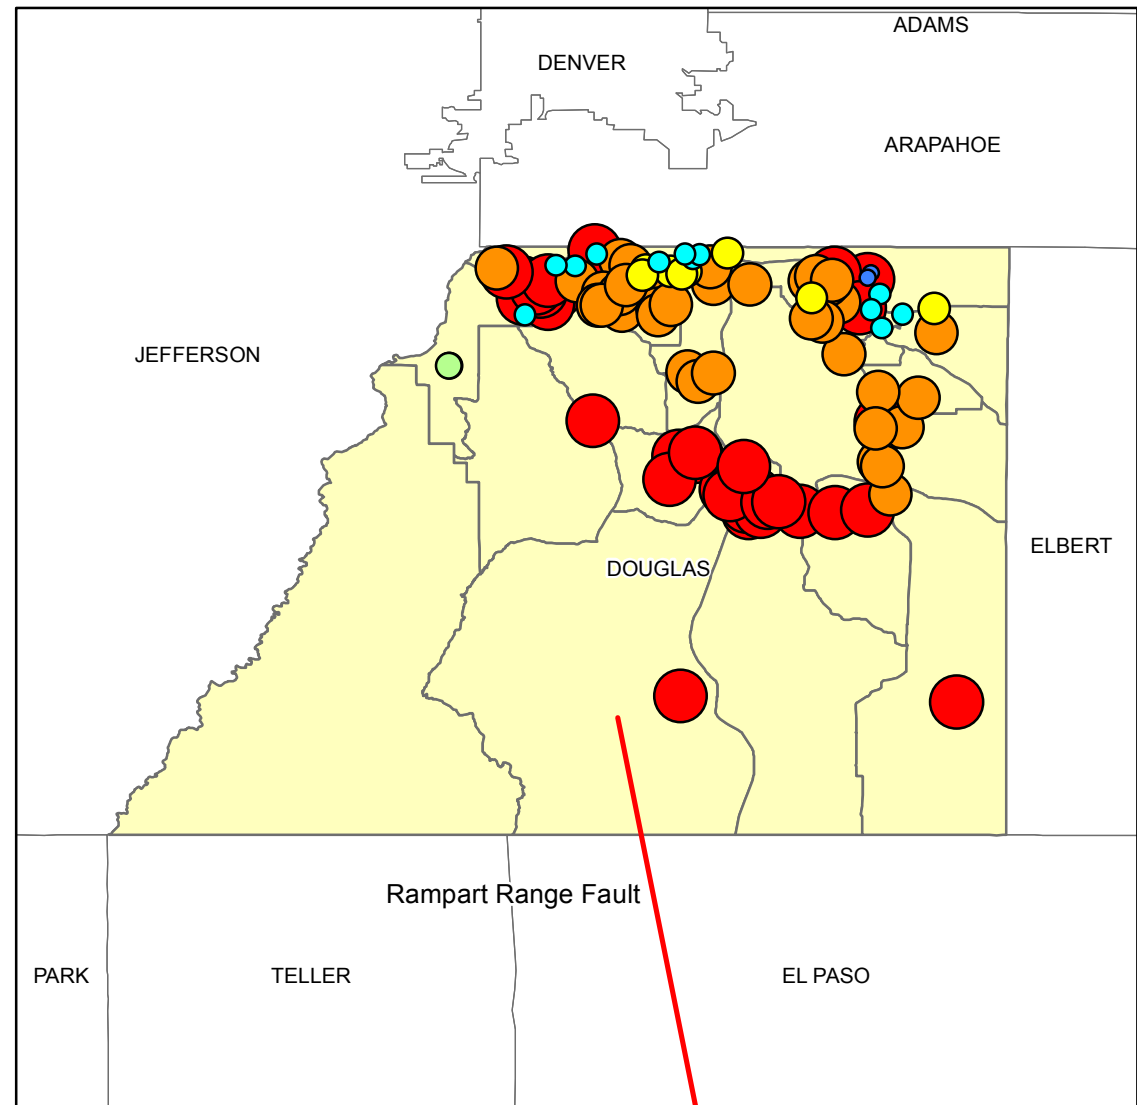 ADAMS
DENVER
ARAPAHOE
JEFFERSON
ELBERT
DOUGLAS
Rampart Range Fault
PARK
TELLER
EL PASO